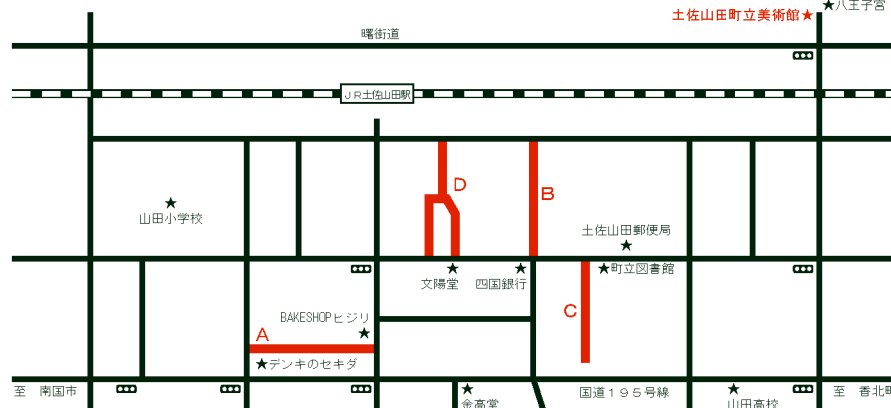 ★八王子宮
土佐山田町立美術館★
曙街道
JR土佐山田駅
D
B
★
山田小学校
土佐山田郵便局
★
★
文陽堂
★
四国銀行
★町立図書館
C
BAKESHOPヒジリ
★
A
★デンキのセキダ
至 南国市
★
金高堂
国道195号線
★
山田高校
至 香北町